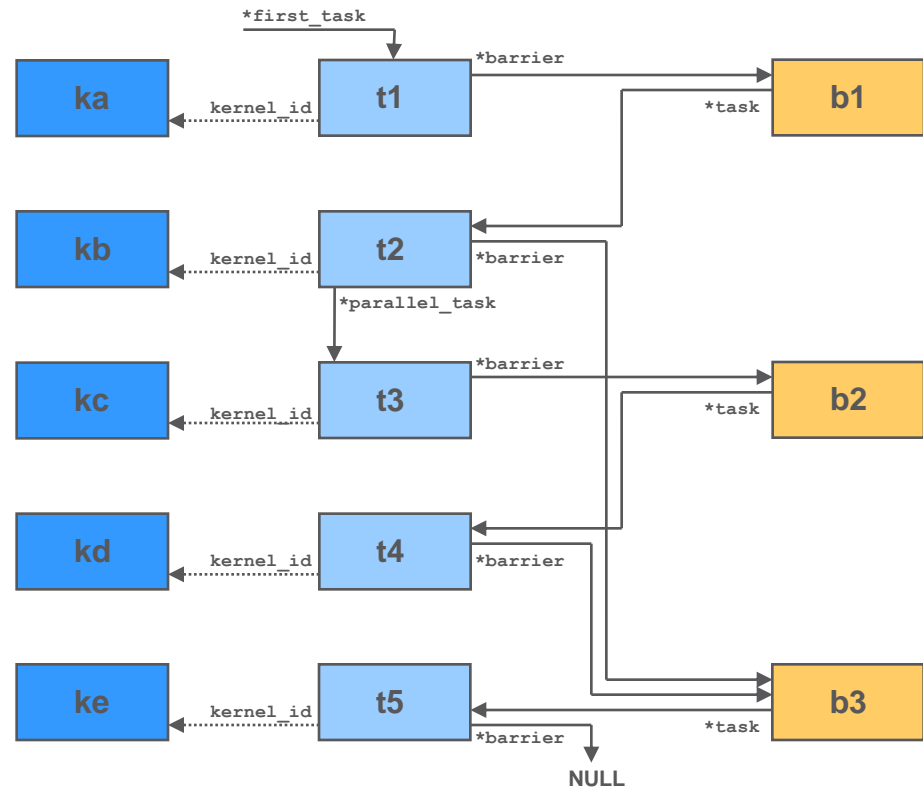 *first_task
ka
kernel_id
t1
*barrier
*task
b1
kb
kernel_id
t2
*barrier
*parallel_task
kc
kernel_id
t3
*barrier
*task
b2
kd
kernel_id
t4
*barrier
ke
kernel_id
t5
*barrier
*task
b3
NULL